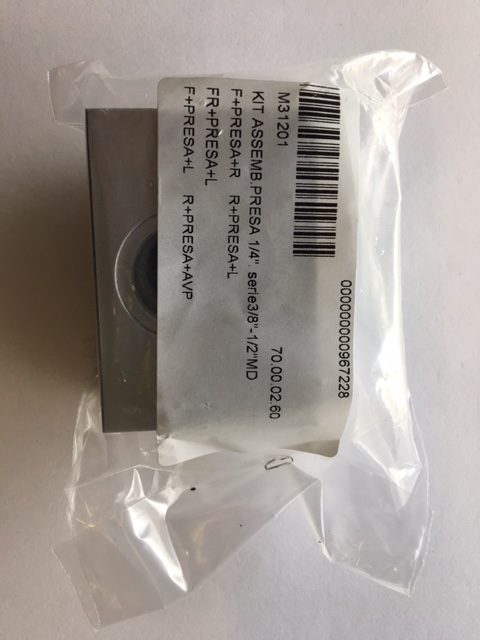 000000000967228
M31201
70.00.02.60
KIT ASSEMB.PRESA 1/4" serie3/8"-1/2"MD
F+PRESA+R R+PRESA+L
FR+PRESA+L
F+PRESA+L R+PRESA+AVP